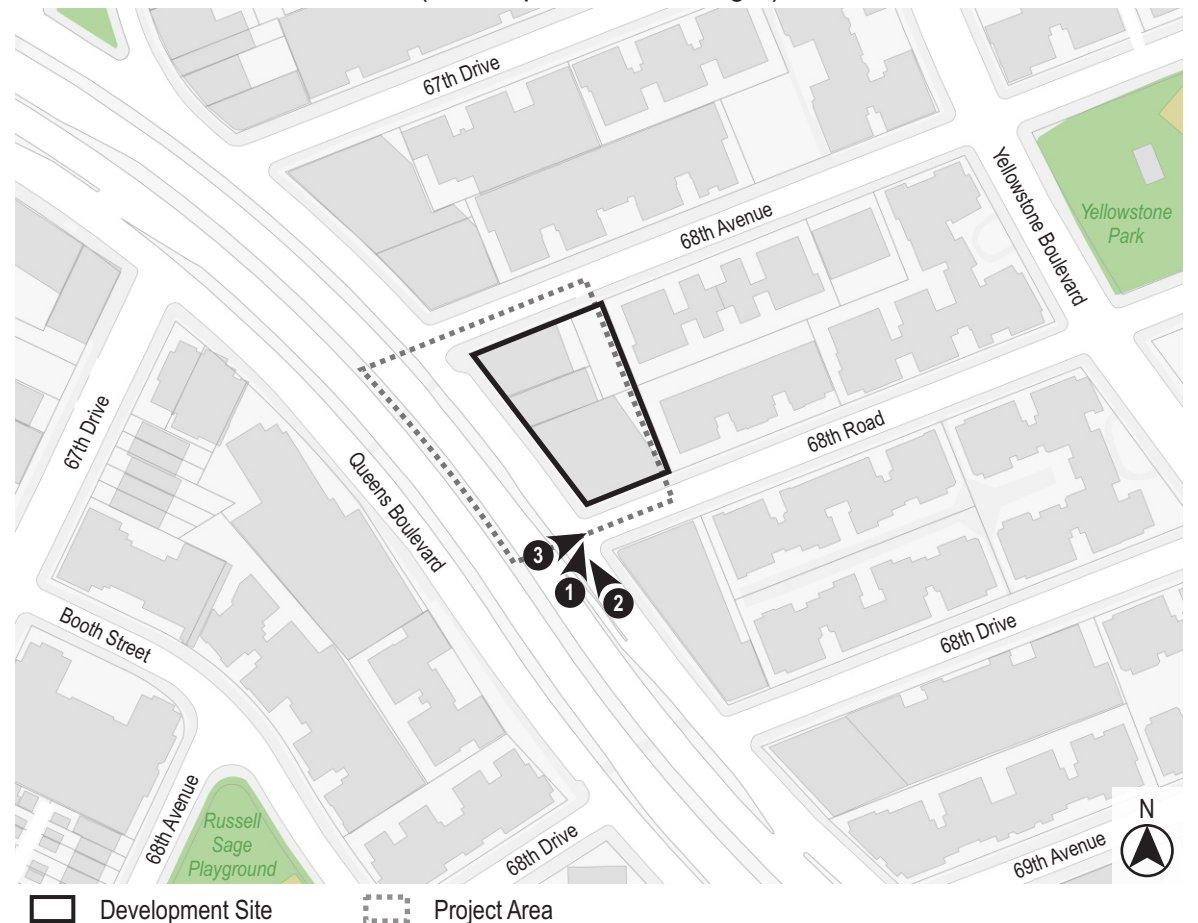 67th Drive
68th Avenue
Yellowstone Boulevard
Yellowstone
Park
67th Drive
Queens Boulevard
68th Road
3
1
2
Booth Street
68th Drive
68th Avenue
Russell
Sage
Playground
68th Drive
69th Avenue
N
Development Site
Project Area